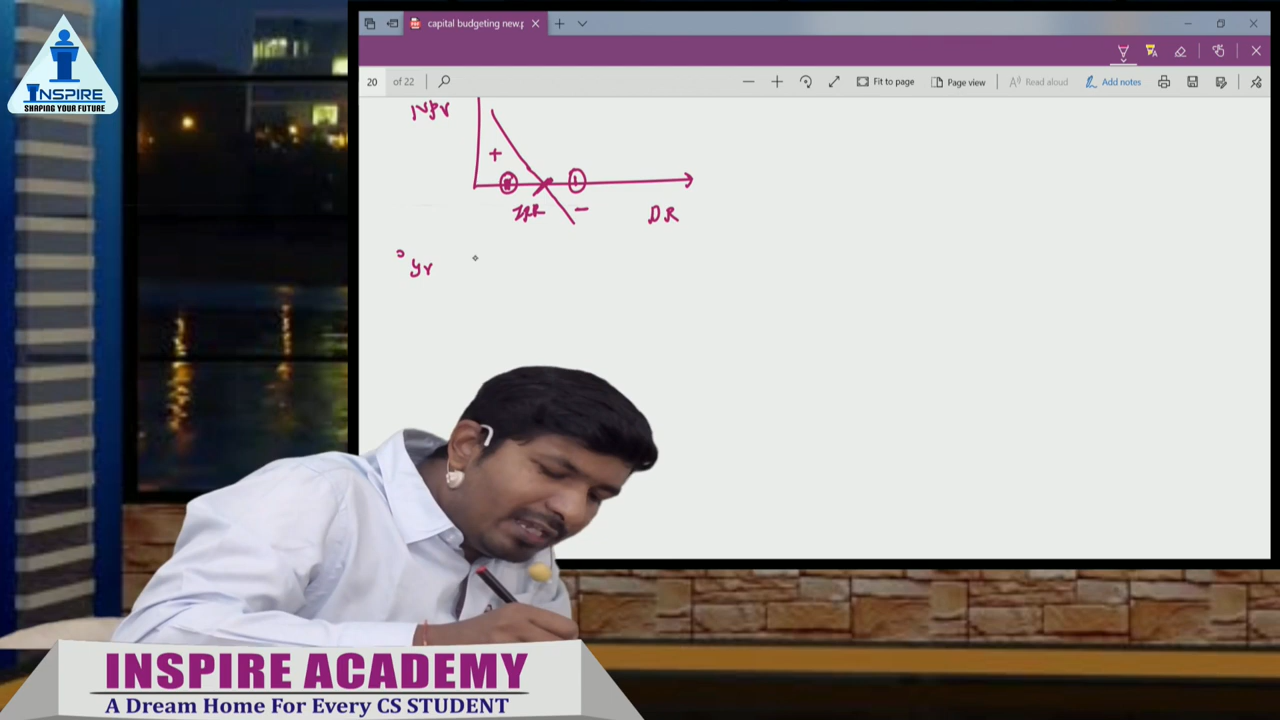 INSPIRE
SHAPING YOUR FUTURE
capital budgeting new.p
20 of 22
Fit to page
Page view
Read aloud
Add notes
NPV
+
IRR
-
DR
yr
INSPIRE ACADEMY
A Dream Home For Every CS STUDENT